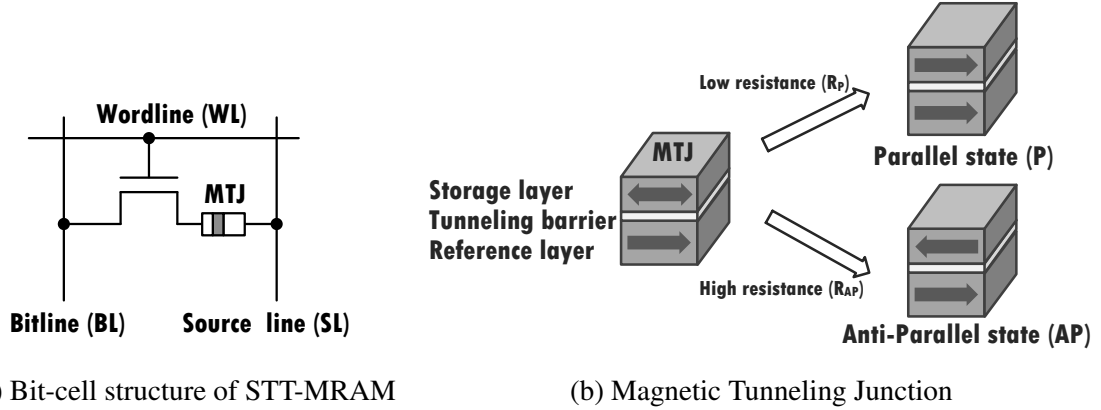 Wordline (WL)
MTJ
Bitline (BL)
Source line (SL)
) Bit-cell structure of STT-MRAM
Low resistance (RP)
MTJ
Storage layer
Tunneling barrier
Reference layer
Parallel state (P)
High resistance (RAP)
Anti-Parallel state (AP)
(b) Magnetic Tunneling Junction